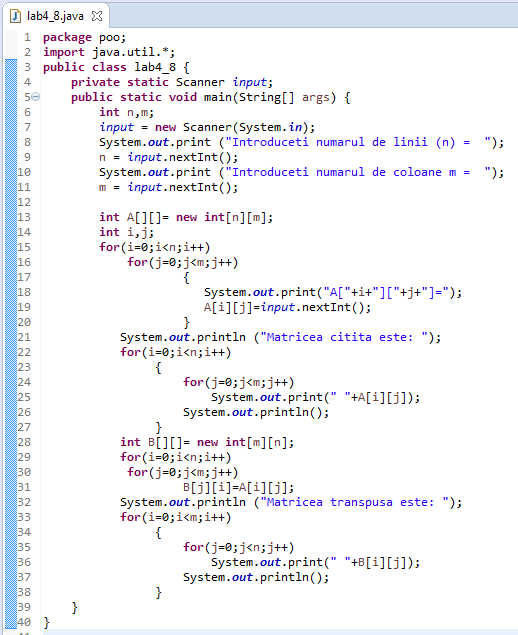 lab4_8.java
1 package poo;
2 import java.util.*;
3 public class lab4_8 {
4     private static Scanner input;
5     public static void main(String[] args) {
6         int n,m;
7         input = new Scanner(System.in);
8         System.out.print ("Introduceti numarul de linii (n) =  ");
9         n = input.nextInt();
10         System.out.print ("Introduceti numarul de coloane m =  ");
11         m = input.nextInt();
12
13         int A[][]= new int[n][m];
14         int i,j;
15         for(i=0;i<n;i++)
16             for(j=0;j<m;j++)
17                     {
18                        System.out.print("A["+i+"]["+j+"]=");
19                        A[i][j]=input.nextInt();
20                     }
21            System.out.println ("Matricea citita este: ");
22            for(i=0;i<n;i++)
23                 {
24                     for(j=0;j<m;j++)
25                             System.out.print(" "+A[i][j]);
26                     System.out.println();
27                 }
28            int B[][]= new int[m][n];
29            for(i=0;i<n;i++)
30             for(j=0;j<m;j++)
31                     B[j][i]=A[i][j];
32            System.out.println ("Matricea transpusa este: ");
33            for(i=0;i<m;i++)
34                 {
35                     for(j=0;j<n;j++)
36                             System.out.print(" "+B[i][j]);
37                     System.out.println();
38                 }
39     }
40 }